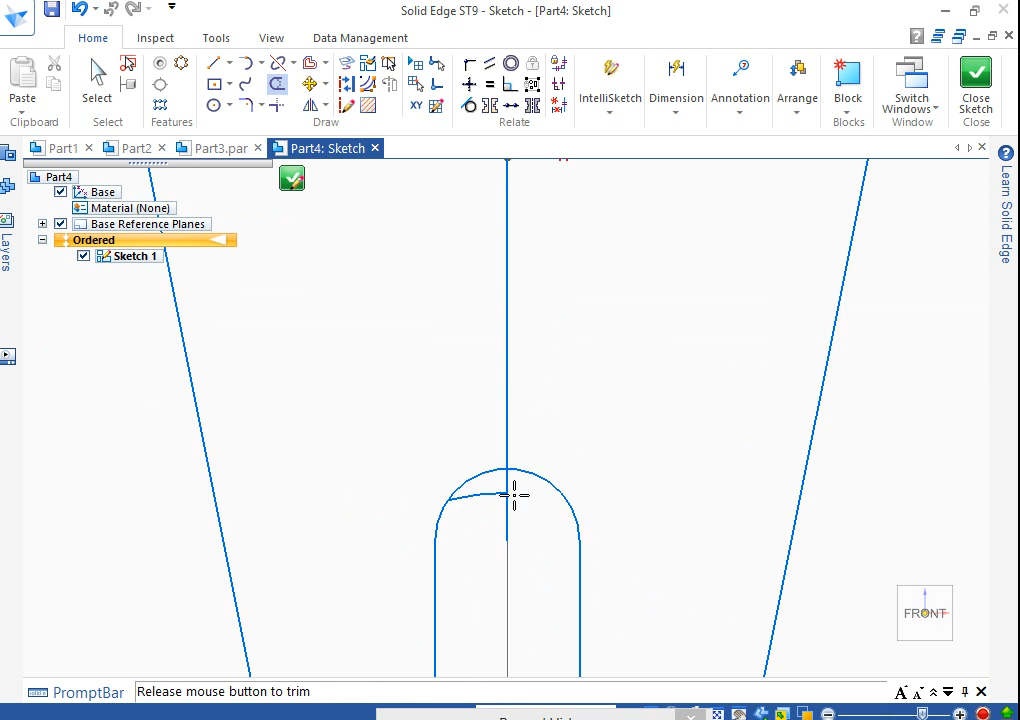 Solid Edge ST9 - Sketch - [Part4: Sketch]
Home Inspect Tools View Data Management
Paste
Select
IntelliSketch Dimension Annotation Arrange Block
Switch Windows
Close Sketch
XY
Clipboard Select Features Draw Relate Blocks Window Close
Part1 Part2 Part3.par Part4: Sketch
Part4
Base
Material (None)
Base Reference Planes
Ordered
Sketch 1
Layers
Learn Solid Edge
FRONT
PromptBar Release mouse button to trim